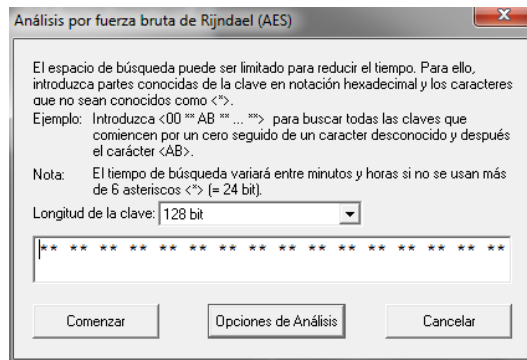 Análisis por fuerza bruta de Rijndael (AES)
El espacio de búsqueda puede ser limitado para reducir el tiempo. Para ello,
introduzca partes conocidas de la clave en notación hexadecimal y los caracteres
que no sean conocidos como <*>.
Ejemplo: Introduzca <00 ** AB ** ... **> para buscar todas las claves que
comiencen por un cero seguido de un caracter desconocido y después
el carácter <AB>.
Nota: El tiempo de búsqueda variará entre minutos y horas si no se usan más
de 6 asteriscos <*> (= 24 bit).
Longitud de la clave: 128 bit
** ** ** ** ** ** ** ** ** ** ** ** ** ** ** **
Comenzar Opciones de Análisis Cancelar